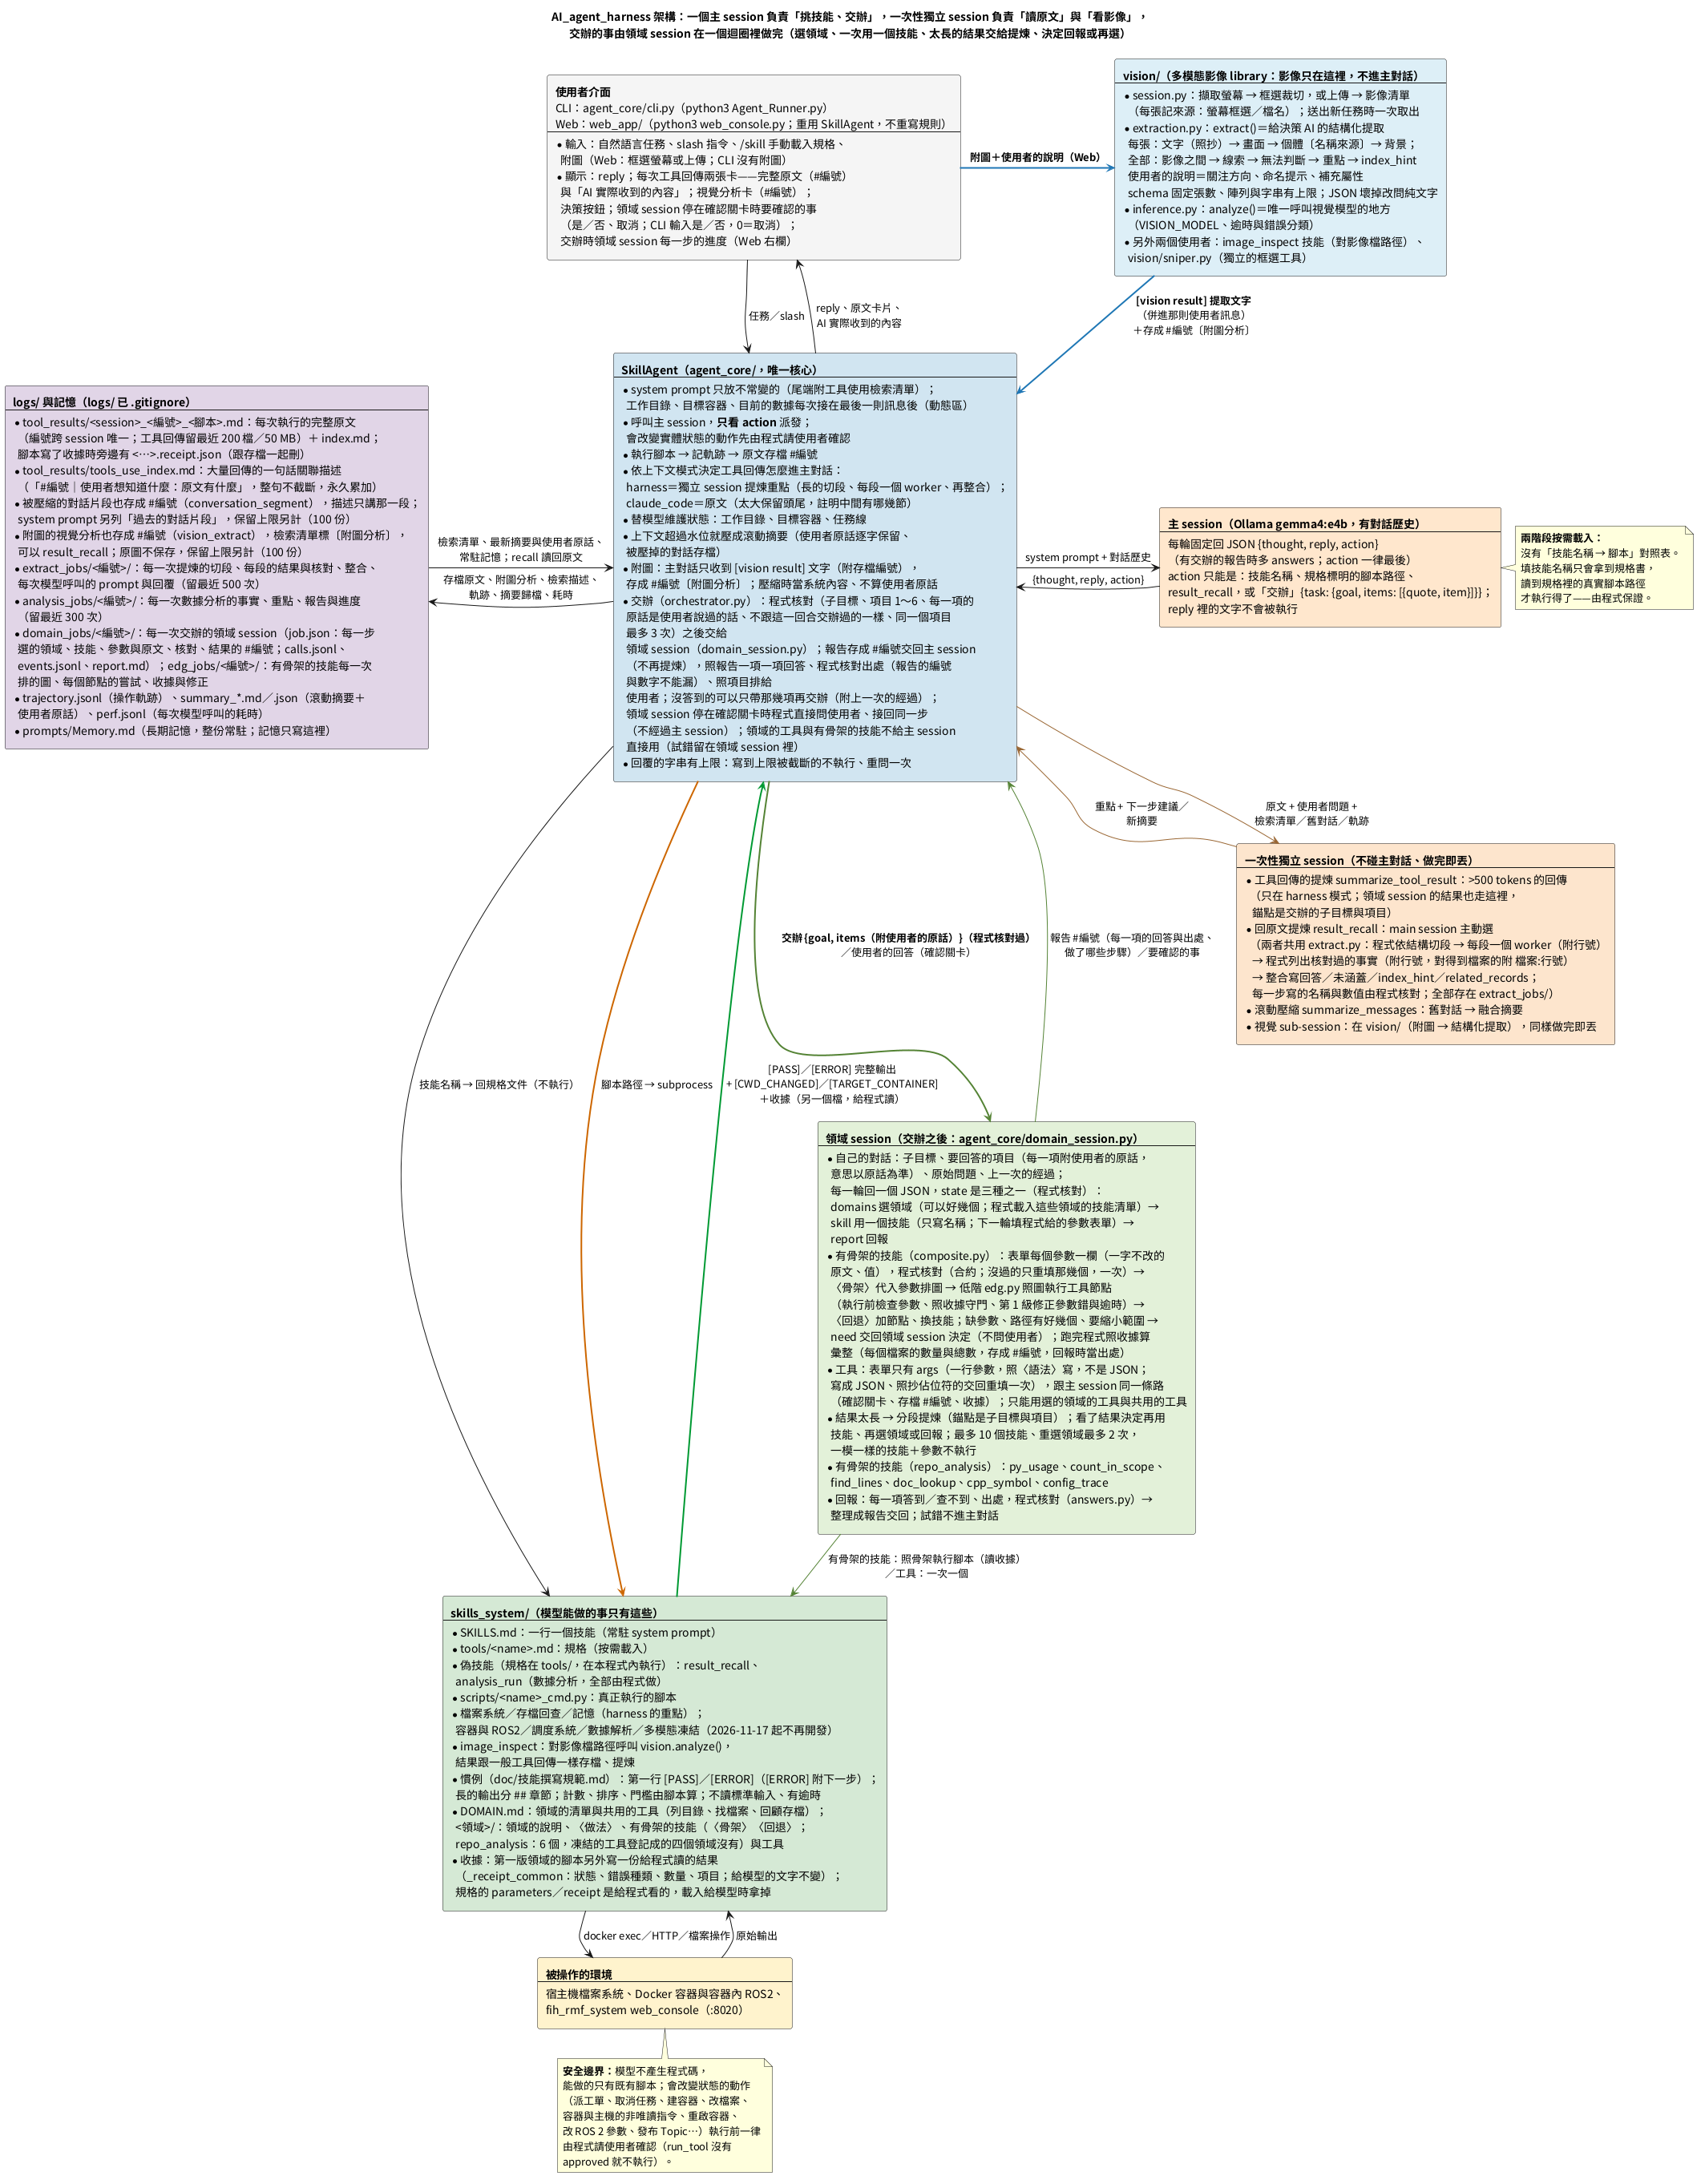 AI_agent_harness 架構：一個主 session 負責「挑技能、交辦」，一次性獨立 session 負責「讀原文」與「看影像」，
交辦的事由領域 session 在一個迴圈裡做完（選領域、一次用一個技能、太長的結果交給提煉、決定回報或再選）
使用者介面
CLI：agent_core/cli.py（python3 Agent_Runner.py）
Web：web_app/（python3 web_console.py；重用 SkillAgent，不重寫規則）
• 輸入：自然語言任務、slash 指令、/skill 手動載入規格、
附圖（Web：框選螢幕或上傳；CLI 沒有附圖）
• 顯示：reply；每次工具回傳兩張卡——完整原文（#編號）
與「AI 實際收到的內容」；視覺分析卡（#編號）；
決策按鈕；領域 session 停在確認關卡時要確認的事
（是／否、取消；CLI 輸入是／否，0＝取消）；
交辦時領域 session 每一步的進度（Web 右欄）
附圖＋使用者的說明（Web）
vision/（多模態影像 library：影像只在這裡，不進主對話）
• session.py：擷取螢幕 → 框選裁切，或上傳 → 影像清單
（每張記來源：螢幕框選／檔名）；送出新任務時一次取出
• extraction.py：extract()＝給決策 AI 的結構化提取
每張：文字（照抄）→ 畫面 → 個體〔名稱來源〕→ 背景；
全部：影像之間 → 線索 → 無法判斷 → 重點 → index_hint
使用者的說明＝關注方向、命名提示、補充屬性
schema 固定張數、陣列與字串有上限；JSON 壞掉改問純文字
• inference.py：analyze()＝唯一呼叫視覺模型的地方
（VISION_MODEL、逾時與錯誤分類）
• 另外兩個使用者：image_inspect 技能（對影像檔路徑）、
vision/sniper.py（獨立的框選工具）
任務／slash
reply、原文卡片、
AI 實際收到的內容
[vision result] 提取文字
（併進那則使用者訊息）
＋存成 #編號〔附圖分析〕
logs/ 與記憶（logs/ 已 .gitignore）
• tool_results/<session>_<編號>_<腳本>.md：每次執行的完整原文
（編號跨 session 唯一；工具回傳留最近 200 檔／50 MB）＋ index.md；
腳本寫了收據時旁邊有 <…>.receipt.json（跟存檔一起刪）
• tool_results/tools_use_index.md：大量回傳的一句話關聯描述
（「#編號｜使用者想知道什麼：原文有什麼」，整句不截斷，永久累加）
• 被壓縮的對話片段也存成 #編號（conversation_segment），描述只講那一段；
system prompt 另列「過去的對話片段」，保留上限另計（100 份）
• 附圖的視覺分析也存成 #編號（vision_extract），檢索清單標〔附圖分析〕，
可以 result_recall；原圖不保存，保留上限另計（100 份）
• extract_jobs/<編號>/：每一次提煉的切段、每段的結果與核對、整合、
每次模型呼叫的 prompt 與回覆（留最近 500 次）
• analysis_jobs/<編號>/：每一次數據分析的事實、重點、報告與進度
（留最近 300 次）
• domain_jobs/<編號>/：每一次交辦的領域 session（job.json：每一步
選的領域、技能、參數與原文、核對、結果的 #編號；calls.jsonl、
events.jsonl、report.md）；edg_jobs/<編號>/：有骨架的技能每一次
排的圖、每個節點的嘗試、收據與修正
• trajectory.jsonl（操作軌跡）、summary_*.md／.json（滾動摘要＋
使用者原話）、perf.jsonl（每次模型呼叫的耗時）
• prompts/Memory.md（長期記憶，整份常駐；記憶只寫這裡）
檢索清單、最新摘要與使用者原話、
常駐記憶；recall 讀回原文
存檔原文、附圖分析、檢索描述、
軌跡、摘要歸檔、耗時
SkillAgent（agent_core/，唯一核心）
• system prompt 只放不常變的（尾端附工具使用檢索清單）；
工作目錄、目標容器、目前的數據每次接在最後一則訊息後（動態區）
• 呼叫主 session，只看 action 派發；
會改變實體狀態的動作先由程式請使用者確認
• 執行腳本 → 記軌跡 → 原文存檔 #編號
• 依上下文模式決定工具回傳怎麼進主對話：
harness＝獨立 session 提煉重點（長的切段、每段一個 worker、再整合）；
claude_code＝原文（太大保留頭尾，註明中間有哪幾節）
• 替模型維護狀態：工作目錄、目標容器、任務線
• 上下文超過水位就壓成滾動摘要（使用者原話逐字保留、
被壓掉的對話存檔）
• 附圖：主對話只收到 [vision result] 文字（附存檔編號），
存成 #編號〔附圖分析〕；壓縮時當系統內容、不算使用者原話
• 交辦（orchestrator.py）：程式核對（子目標、項目 1～6、每一項的
原話是使用者說過的話、不跟這一回合交辦過的一樣、同一個項目
最多 3 次）之後交給
領域 session（domain_session.py）；報告存成 #編號交回主 session
（不再提煉），照報告一項一項回答、程式核對出處（報告的編號
與數字不能漏）、照項目排給
使用者；沒答到的可以只帶那幾項再交辦（附上一次的經過）；
領域 session 停在確認關卡時程式直接問使用者、接回同一步
（不經過主 session）；領域的工具與有骨架的技能不給主 session
直接用（試錯留在領域 session 裡）
• 回覆的字串有上限：寫到上限被截斷的不執行、重問一次
system prompt + 對話歷史
{thought, reply, action}
主 session（Ollama gemma4:e4b，有對話歷史）
每輪固定回 JSON {thought, reply, action}
（有交辦的報告時多 answers；action 一律最後）
action 只能是：技能名稱、規格標明的腳本路徑、
result_recall，或「交辦」{task: {goal, items: [{quote, item}]}}；
reply 裡的文字不會被執行
兩階段按需載入：
沒有「技能名稱 → 腳本」對照表。
填技能名稱只會拿到規格書，
讀到規格裡的真實腳本路徑
才執行得了——由程式保證。
重點 + 下一步建議／
新摘要
原文 + 使用者問題 +
檢索清單／舊對話／軌跡
一次性獨立 session（不碰主對話、做完即丟）
• 工具回傳的提煉 summarize_tool_result：>500 tokens 的回傳
（只在 harness 模式；領域 session 的結果也走這裡，
錨點是交辦的子目標與項目）
• 回原文提煉 result_recall：main session 主動選
（兩者共用 extract.py：程式依結構切段 → 每段一個 worker（附行號）
→ 程式列出核對過的事實（附行號，對得到檔案的附 檔案:行號）
→ 整合寫回答／未涵蓋／index_hint／related_records；
每一步寫的名稱與數值由程式核對；全部存在 extract_jobs/）
• 滾動壓縮 summarize_messages：舊對話 → 融合摘要
• 視覺 sub-session：在 vision/（附圖 → 結構化提取），同樣做完即丟
交辦 {goal, items（附使用者的原話）}（程式核對過）
／使用者的回答（確認關卡）
報告 #編號（每一項的回答與出處、
做了哪些步驟）／要確認的事
技能名稱 → 回規格文件（不執行）
腳本路徑 → subprocess
[PASS]／[ERROR] 完整輸出
+ [CWD_CHANGED]／[TARGET_CONTAINER]
＋收據（另一個檔，給程式讀）
領域 session（交辦之後：agent_core/domain_session.py）
• 自己的對話：子目標、要回答的項目（每一項附使用者的原話，
意思以原話為準）、原始問題、上一次的經過；
每一輪回一個 JSON，state 是三種之一（程式核對）：
domains 選領域（可以好幾個；程式載入這些領域的技能清單）→
skill 用一個技能（只寫名稱；下一輪填程式給的參數表單）→
report 回報
• 有骨架的技能（composite.py）：表單每個參數一欄（一字不改的
原文、值），程式核對（合約；沒過的只重填那幾個，一次）→
〈骨架〉代入參數排圖 → 低階 edg.py 照圖執行工具節點
（執行前檢查參數、照收據守門、第 1 級修正參數錯與逾時）→
〈回退〉加節點、換技能；缺參數、路徑有好幾個、要縮小範圍 →
need 交回領域 session 決定（不問使用者）；跑完程式照收據算
彙整（每個檔案的數量與總數，存成 #編號，回報時當出處）
• 工具：表單只有 args（一行參數，照〈語法〉寫，不是 JSON；
寫成 JSON、照抄佔位符的交回重填一次），跟主 session 同一條路
（確認關卡、存檔 #編號、收據）；只能用選的領域的工具與共用的工具
• 結果太長 → 分段提煉（錨點是子目標與項目）；看了結果決定再用
技能、再選領域或回報；最多 10 個技能、重選領域最多 2 次，
一模一樣的技能＋參數不執行
• 有骨架的技能（repo_analysis）：py_usage、count_in_scope、
find_lines、doc_lookup、cpp_symbol、config_trace
• 回報：每一項答到／查不到、出處，程式核對（answers.py）→
整理成報告交回；試錯不進主對話
有骨架的技能：照骨架執行腳本（讀收據）
／工具：一次一個
skills_system/（模型能做的事只有這些）
• SKILLS.md：一行一個技能（常駐 system prompt）
• tools/<name>.md：規格（按需載入）
• 偽技能（規格在 tools/，在本程式內執行）：result_recall、
analysis_run（數據分析，全部由程式做）
• scripts/<name>_cmd.py：真正執行的腳本
• 檔案系統／存檔回查／記憶（harness 的重點）；
容器與 ROS2／調度系統／數據解析／多模態凍結（2026-11-17 起不再開發）
• image_inspect：對影像檔路徑呼叫 vision.analyze()，
結果跟一般工具回傳一樣存檔、提煉
• 慣例（doc/技能撰寫規範.md）：第一行 [PASS]／[ERROR]（[ERROR] 附下一步）；
長的輸出分 ## 章節；計數、排序、門檻由腳本算；不讀標準輸入、有逾時
• DOMAIN.md：領域的清單與共用的工具（列目錄、找檔案、回顧存檔）；
<領域>/：領域的說明、〈做法〉、有骨架的技能（〈骨架〉〈回退〉；
repo_analysis：6 個，凍結的工具登記成的四個領域沒有）與工具
• 收據：第一版領域的腳本另外寫一份給程式讀的結果
（_receipt_common：狀態、錯誤種類、數量、項目；給模型的文字不變）；
規格的 parameters／receipt 是給程式看的，載入給模型時拿掉
docker exec／HTTP／檔案操作
原始輸出
被操作的環境
宿主機檔案系統、Docker 容器與容器內 ROS2、
fih_rmf_system web_console（:8020）
安全邊界：模型不產生程式碼，
能做的只有既有腳本；會改變狀態的動作
（派工單、取消任務、建容器、改檔案、
容器與主機的非唯讀指令、重啟容器、
改 ROS 2 參數、發布 Topic…）執行前一律
由程式請使用者確認（run_tool 沒有
approved 就不執行）。